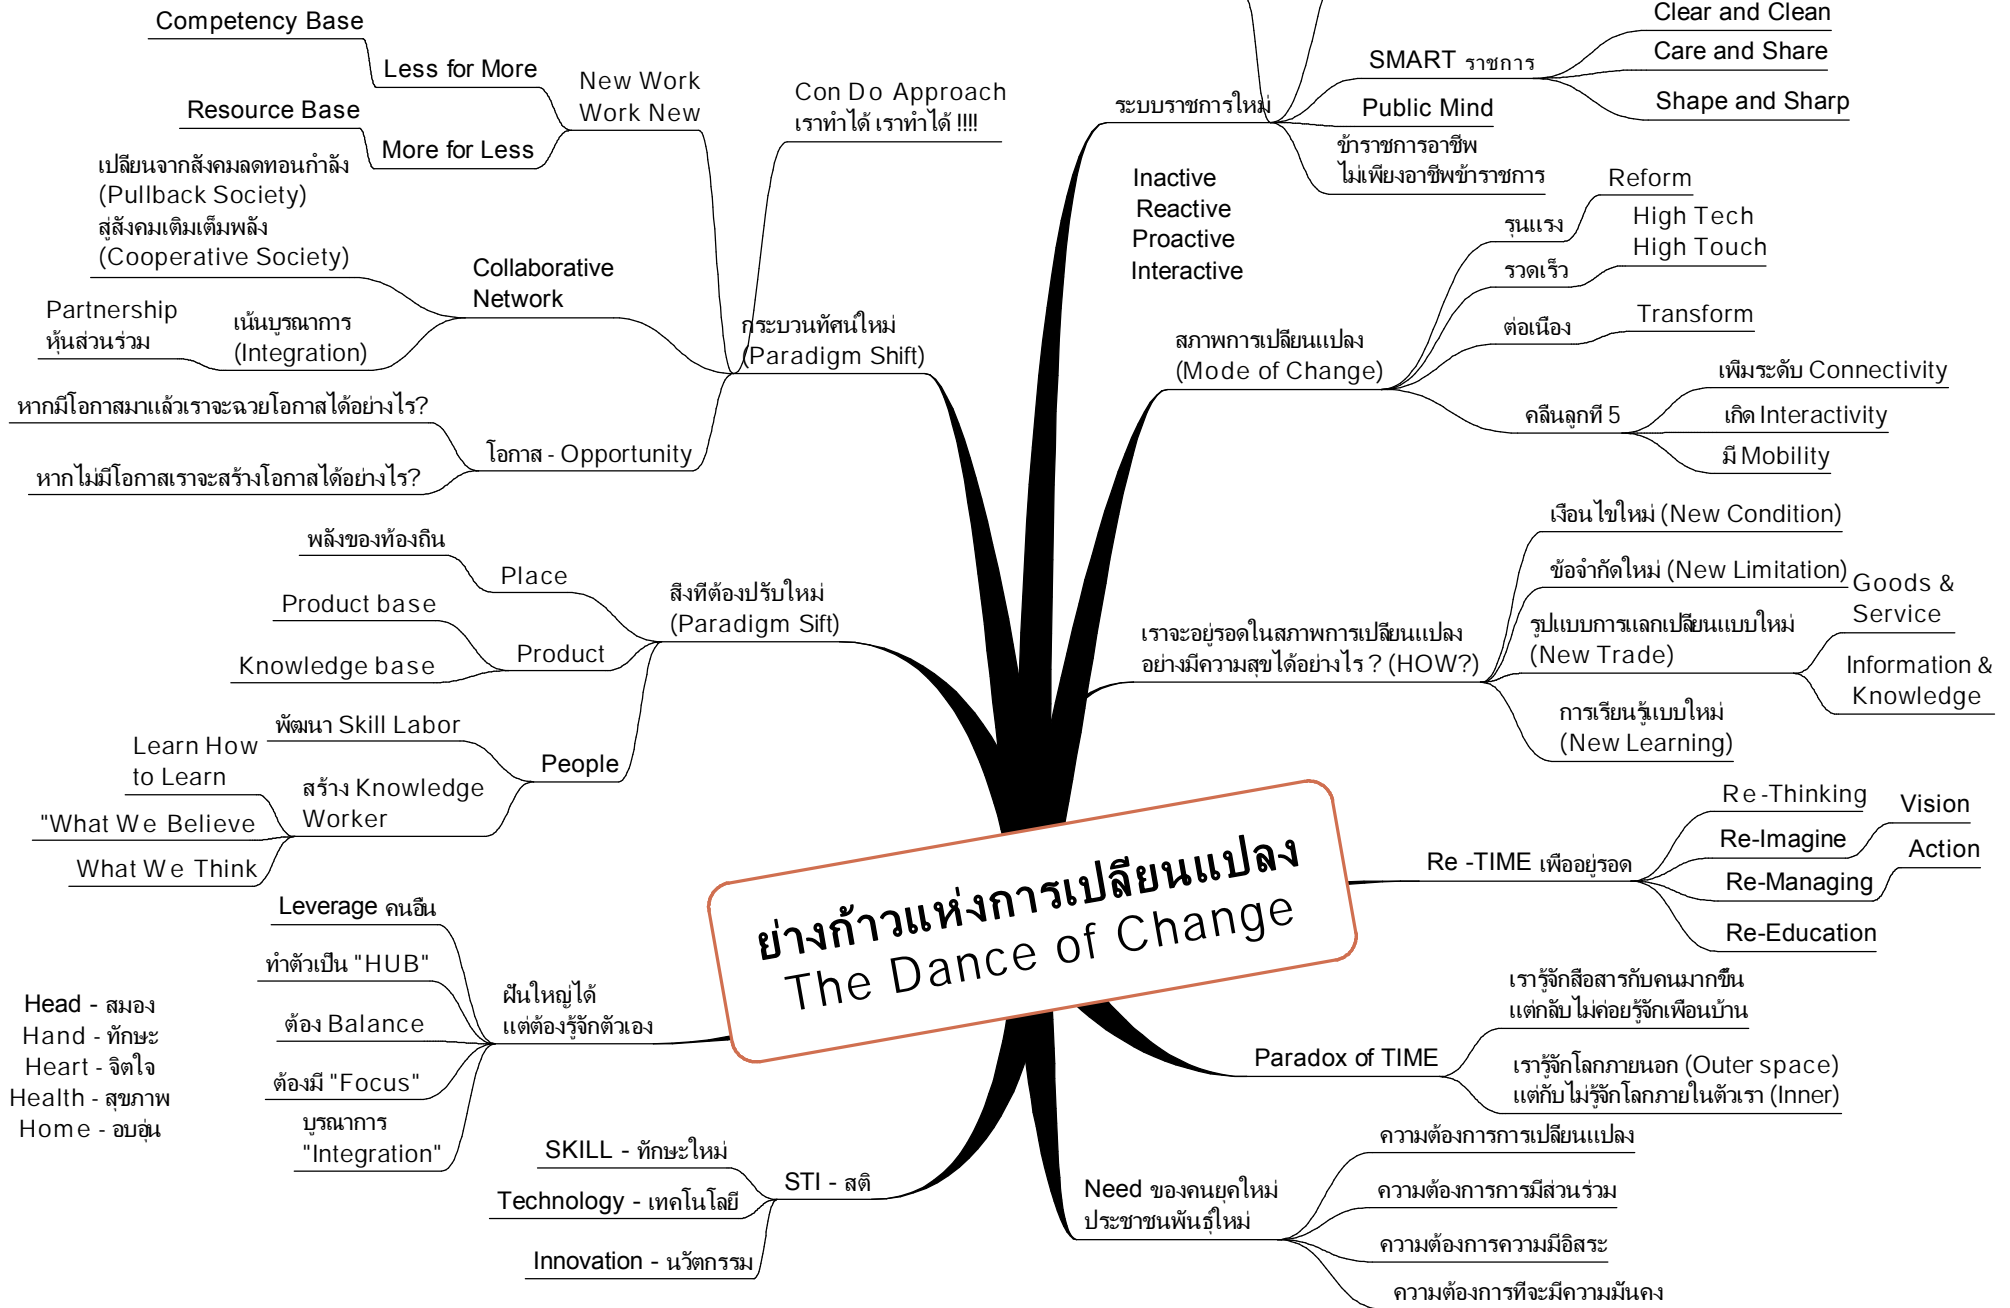 ย่างก้าวแห่งการเปลียนแปลง
The Dance of Change
ระบบราชการใหม่
SMART ราชการ
Clear and Clean
Care and Share
Shape and Sharp
Public Mind
ข้าราชการอาชีพ
ไม่เพียงอาชีพข้าราชการ
Inactive
Reactive
Proactive
Interactive
สภาพการเปลียนแปลง
(Mode of Change)
รุนแรง
Reform
รวดเร็ว
High Tech
High Touch
ต่อเนือง
Transform
คลืนลูกที 5
เพิมระดับ Connectivity
เกิด Interactivity
มี Mobility
เราจะอยู่รอดในสภาพการเปลียนแปลง
อย่างมีความสุขได้อย่างไร ? (HOW?)
เงือนไขใหม่ (New Condition)
ข้อจำกัดใหม่ (New Limitation)
รูปแบบการแลกเปลียนแบบใหม่
(New Trade)
Goods &
Service
Information &
Knowledge
การเรียนรู้แบบใหม่
(New Learning)
Re -TIME เพืออยู่รอด
Re-Thinking
Re-Imagine
Vision
Re-Managing
Action
Re-Education
Paradox of TIME
เรารู้จักสือสารกับคนมากขึน
แต่กลับไม่ค่อยรู้จักเพือนบ้าน
เรารู้จักโลกภายนอก (Outer space)
แต่กับไม่รู้จักโลกภายในตัวเรา (Inner)
Need ของคนยุคใหม่
ประชาชนพันธุ์ใหม่
ความต้องการการเปลียนแปลง
ความต้องการการมีส่วนร่วม
ความต้องการความมีอิสระ
ความต้องการทีจะมีความมันคง
Con Do Approach
เราทำได้ เราทำได้ !!!!
กระบวนทัศน์ใหม่
(Paradigm Shift)
New Work
Work New
Less for More
Competency Base
More for Less
Resource Base
Collaborative
Network
เปลียนจากสังคมลดทอนกำลัง
(Pullback Society)
สู่สังคมเติมเต็มพลัง
(Cooperative Society)
เน้นบูรณาการ
(Integration)
Partnership
หุ้นส่วนร่วม
โอกาส - Opportunity
หากมีโอกาสมาแล้วเราจะฉวยโอกาสได้อย่างไร?
หากไม่มีโอกาสเราจะสร้างโอกาสได้อย่างไร?
สิงทีต้องปรับใหม่
(Paradigm Sift)
Place
พลังของท้องถิน
Product
Product base
Knowledge base
People
พัฒนา Skill Labor
สร้าง Knowledge
Worker
Learn How
to Learn
"What We Believe
What We Think
ฝันใหญ่ได้
แต่ต้องรู้จักตัวเอง
Leverage คนอืน
ทำตัวเป็น "HUB"
ต้อง Balance
ต้องมี "Focus"
บูรณาการ
"Integration"
Head - สมอง
Hand - ทักษะ
Heart - จิตใจ
Health - สุขภาพ
Home - อบอุ่น
STI - สติ
SKILL - ทักษะใหม่
Technology - เทคโนโลยี
Innovation - นวัตกรรม